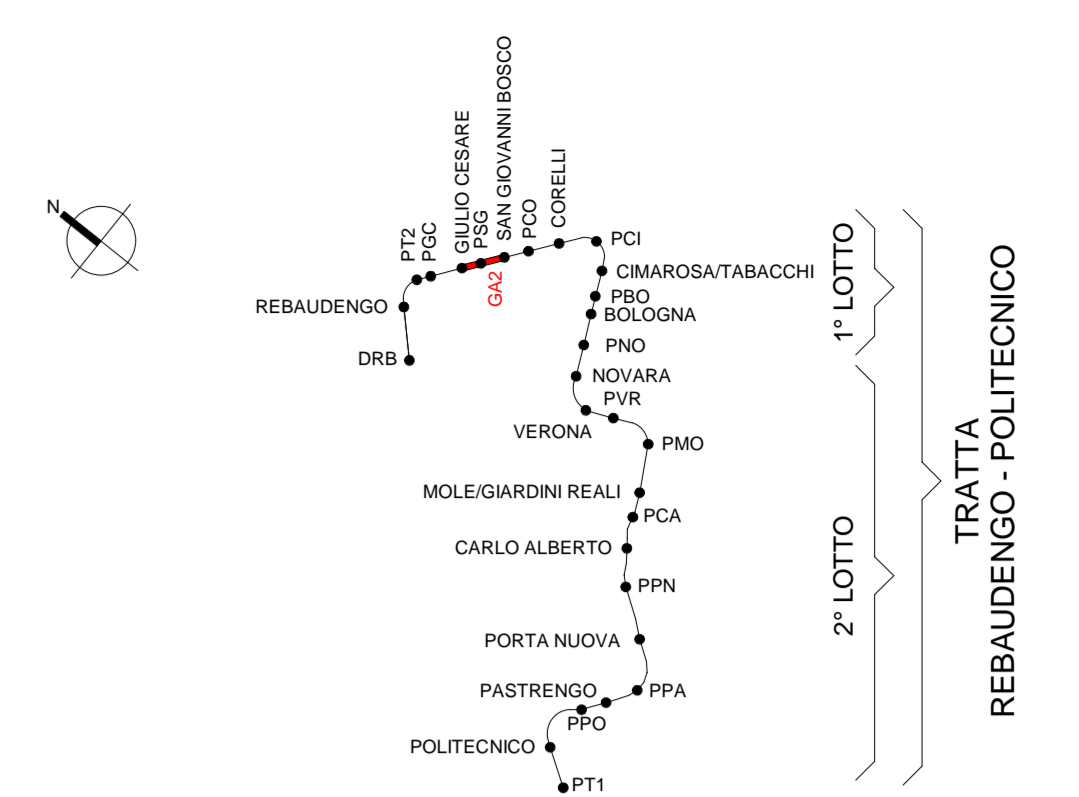 N
PT2
PGC
GIULIO CESARE
PSG
SAN GIOVANNI BOSCO
PCO
CORELLI
GA2
PCI
CIMAROSA/TABACCHI
REBAUDENGO
PBO
BOLOGNA
DRB
PNO
NOVARA
PVR
VERONA
PMO
MOLE/GIARDINI REALI
PCA
CARLO ALBERTO
PPN
PORTA NUOVA
PASTRENGO
PPA
PPO
POLITECNICO
PT1
1° LOTTO
2° LOTTO
TRATTA
REBAUDENGO - POLITECNICO